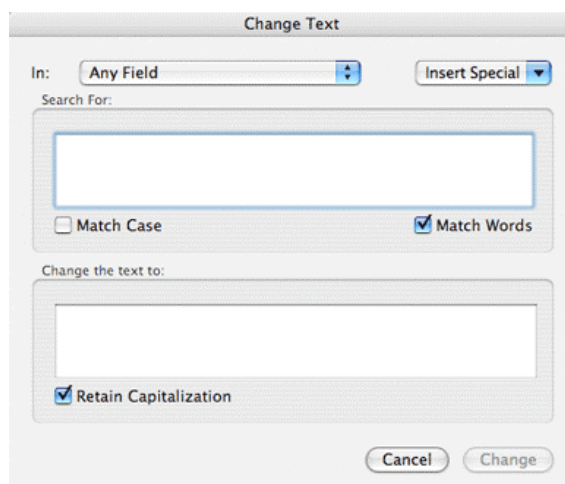 Change Text
In: Any Field Insert Special
Search For:
Match Case Match Words
Change the text to:
Retain Capitalization
Cancel Change